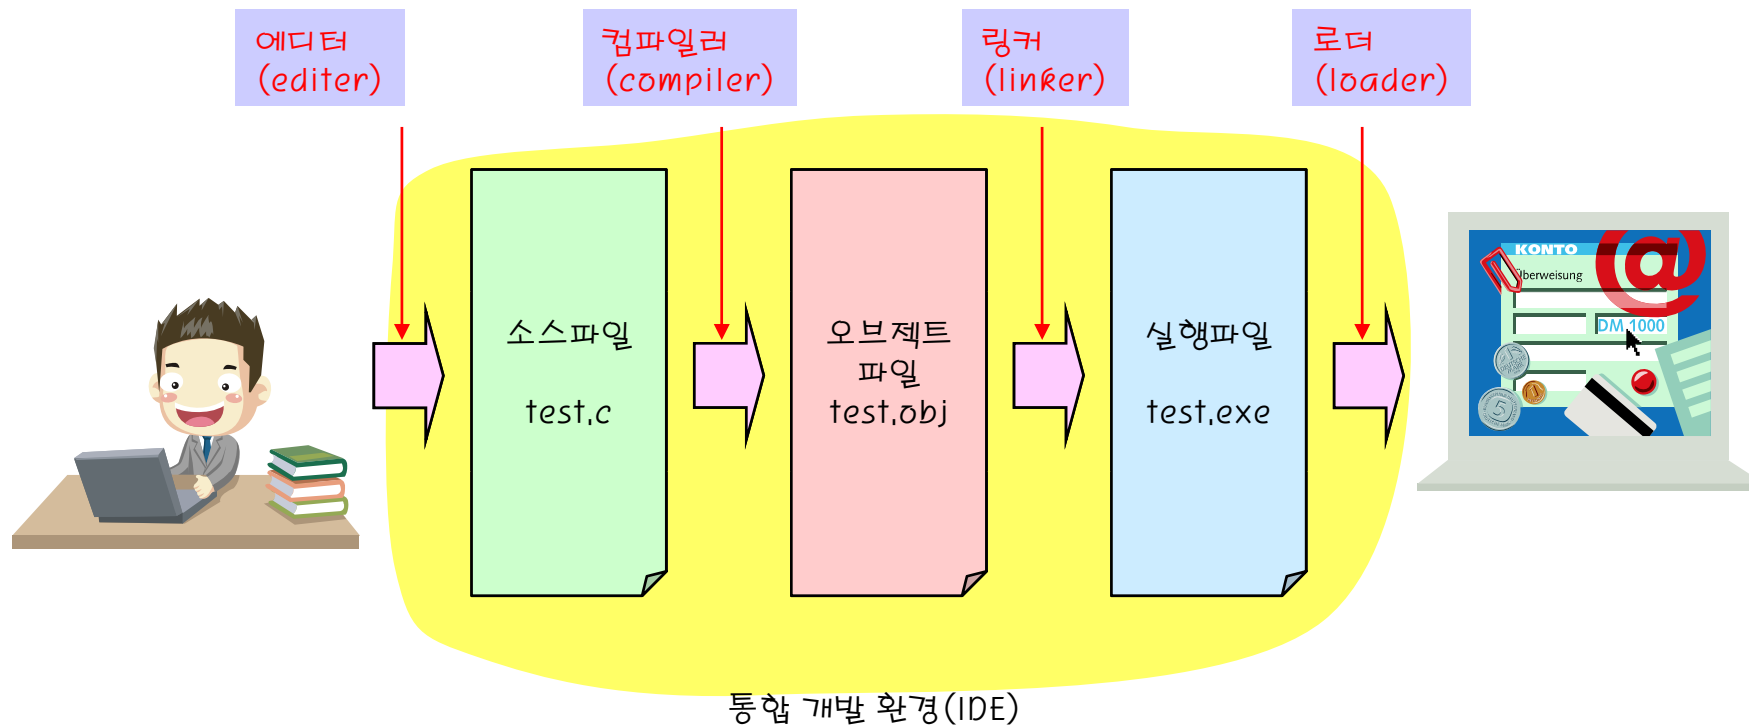 에디터
(editer)
컴파일러
(compiler)
링커
(linker)
로더
(loader)
소스파일
test.c
오브젝트
파일
test.obj
실행파일
test.exe
KONTO
Überweisung
DM 1000
@
5
통합 개발 환경(IDE)